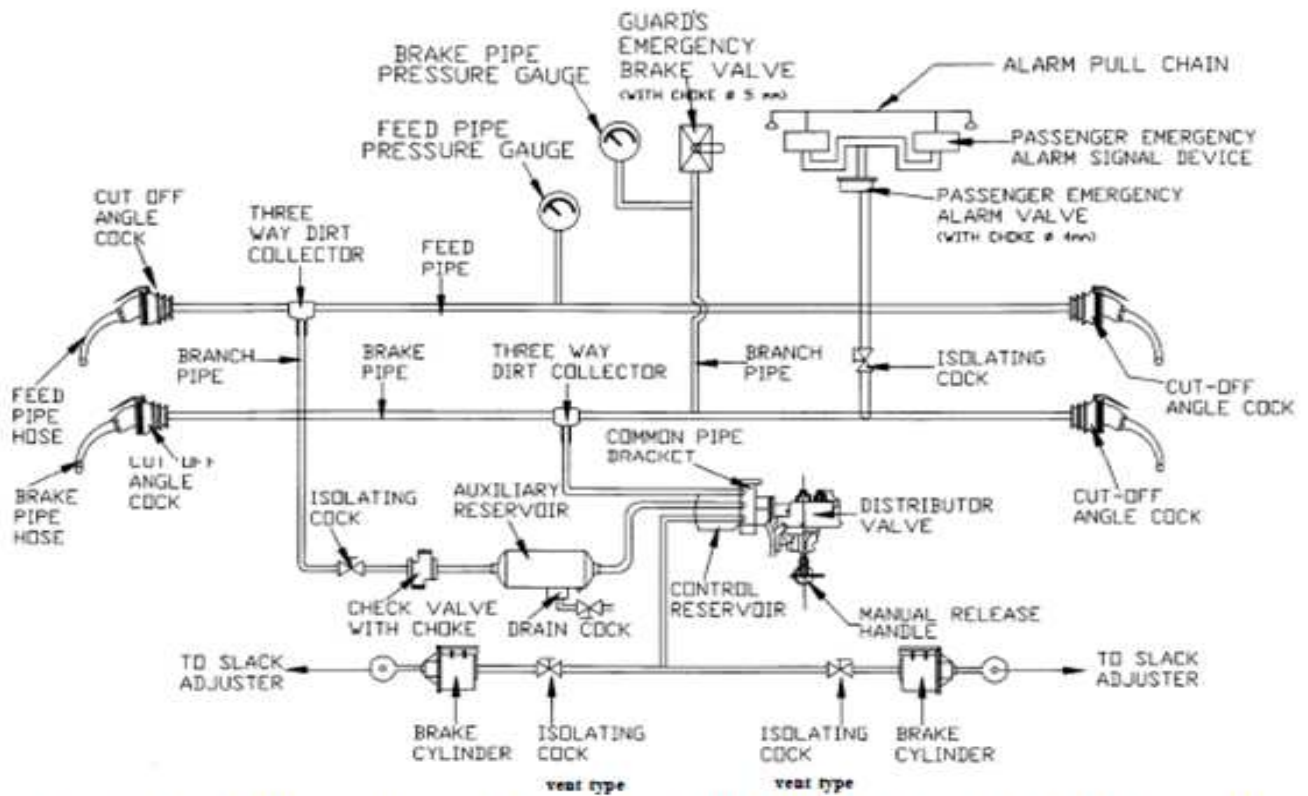 GUARD'S
EMERGENCY
BRAKE VALVE
(WITH CHOKE Ø 5 mm)
BRAKE PIPE
PRESSURE GAUGE
ALARM PULL CHAIN
FEED PIPE
PRESSURE GAUGE
PASSENGER EMERGENCY
ALARM SIGNAL DEVICE
CUT OFF
ANGLE
COCK
THREE
WAY DIRT
COLLECTOR
FEED
PIPE
PASSENGER EMERGENCY
ALARM VALVE
(WITH CHOKE Ø 4mm)
BRANCH
PIPE
BRAKE
PIPE
THREE WAY
DIRT COLLECTOR
BRANCH
PIPE
ISOLATING
COCK
FEED
PIPE
HOSE
CUT-OFF
ANGLE COCK
CUT-OFF
ANGLE
COCK
BRAKE
PIPE
HOSE
ISOLATING
COCK
AUXILIARY
RESERVOIR
COMMON PIPE
BRACKET
DISTRIBUTOR
VALVE
CUT-OFF
ANGLE COCK
CHECK VALVE
WITH CHOKE
DRAIN COCK
CONTROL
RESERVOIR
MANUAL RELEASE
HANDLE
TO SLACK
ADJUSTER
TO SLACK
ADJUSTER
BRAKE
CYLINDER
ISOLATING
COCK
vent type
ISOLATING
COCK
vent type
BRAKE
CYLINDER